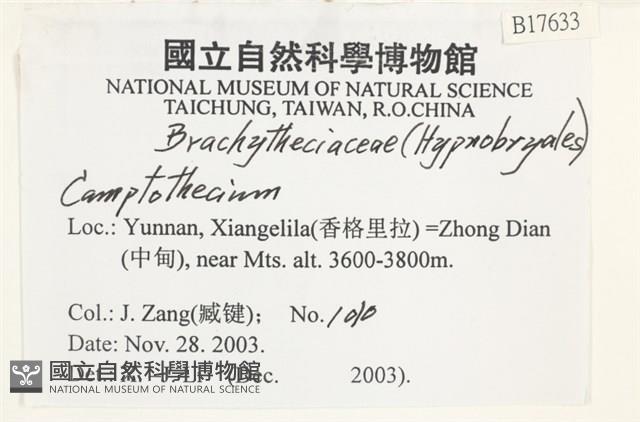 B17633
國立自然科學博物館
NATIONAL MUSEUM OF NATURAL SCIENCE
TAICHUNG, TAIWAN, R.O.CHINA
Brachytheciaceae (Hypnobryales)
Camptothecium
Loc.: Yunnan, Xiangelila(香格里拉) =Zhong Dian
(中甸), near Mts. alt. 3600-3800m.
Col.: J. Zang(臧键); No.
Date: Nov. 28. 2003.
(Dec. 2003).
國立自然科學博物館
NATIONAL MUSEUM OF NATURAL SCIENCE